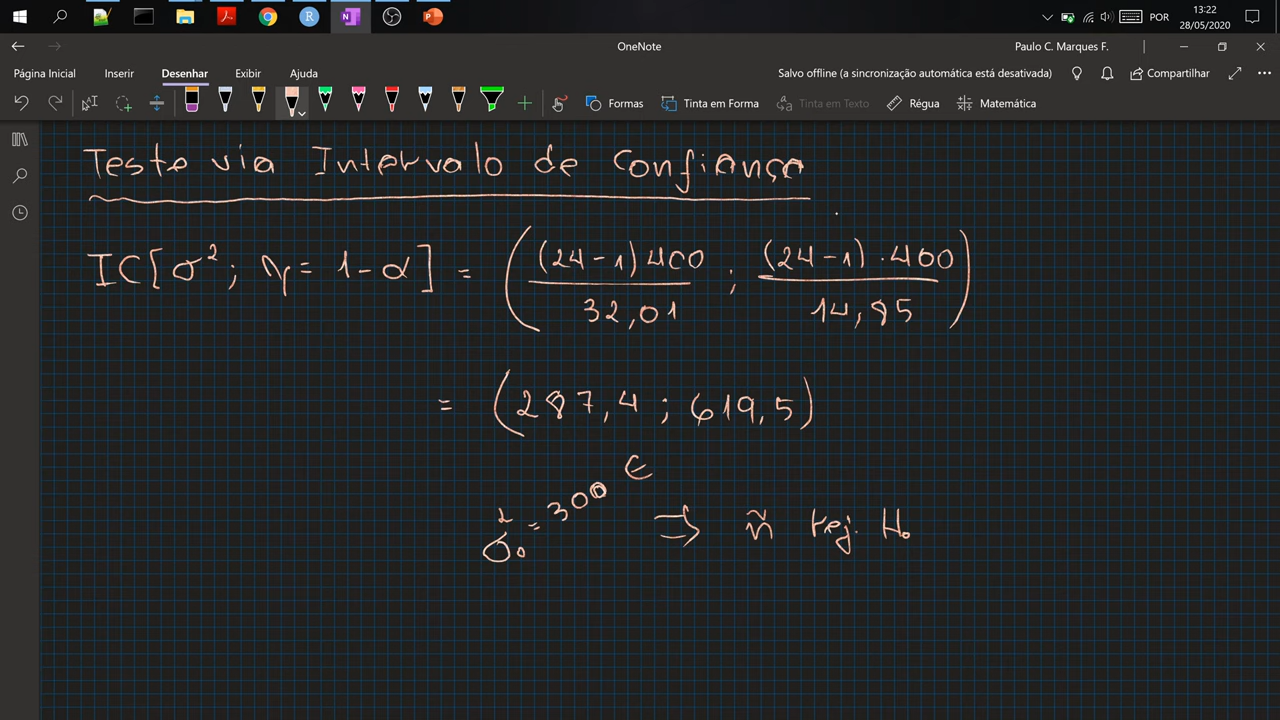 13:22
POR
28/05/2020
OneNote
Paulo C. Marques F.
Página Inicial Inserir Desenhar Exibir Ajuda
Salvo offline (a sincronização automática está desativada)
Compartilhar
Formas Tinta em Forma Tinta em Texto Régua Matemática
Teste via Intervalo de Confiança
IC[σ²; γ = 1-α] = ((24-1)400/32,01 ; (24-1).400/14,85)
= (287,4 ; 619,5)
σ₀² = 300 ∈ ⇒ ñ rej. H₀